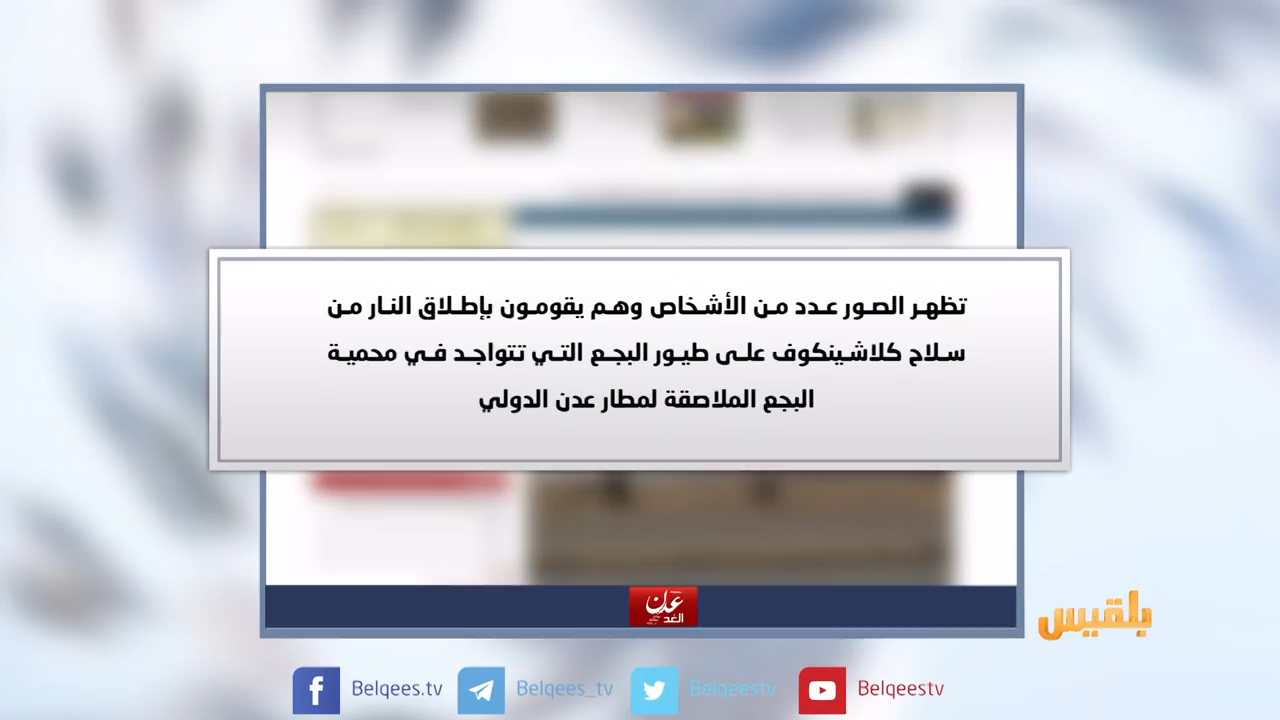 تظهر الصور عدد من الأشخاص وهم يقومون بإطلاق النار من
سلاح كلاشينكوف على طيور البجع التي تتواجد في محمية
البجع الملاصقة لمطار عدن الدولي
عدن
الغد
بلقيس
Belqees.tv
Belqees_tv
Belqeestv
Belqeestv